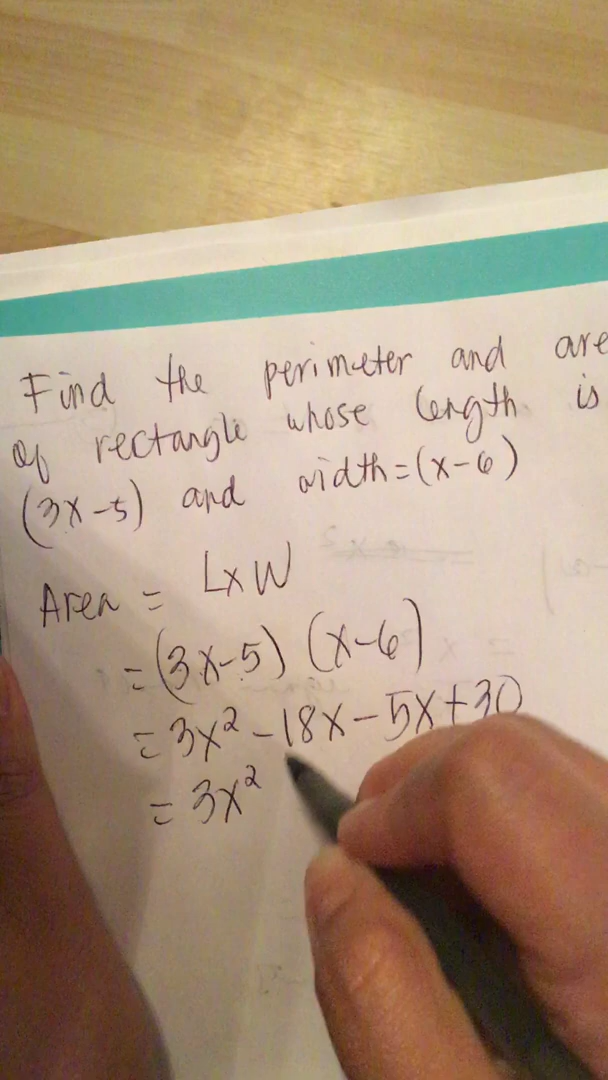 Find the perimeter and are
of rectangle whose length is
(3x-5) and width=(x-6)
Area = LxW
=(3x-5) (x-6)
=3x²-18x-5x+30
=3x²